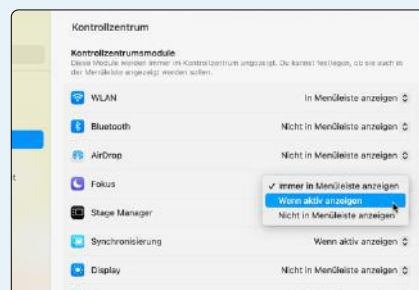 Kontrollzentrum
Kontrollzentrumsmodule
Diese Module werden immer im Kontrollzentrum angezeigt. Du kannst festlegen, ob sie auch in
der Menüleiste angezeigt werden sollen.
WLAN In Menüleiste anzeigen
Bluetooth Nicht in Menüleiste anzeigen
AirDrop Nicht in Menüleiste anzeigen
Fokus ✓ Immer in Menüleiste anzeigen
Wenn aktiv anzeigen
Stage Manager Nicht in Menüleiste anzeigen
Synchronisierung Wenn aktiv anzeigen
Display Nicht in Menüleiste anzeigen
t